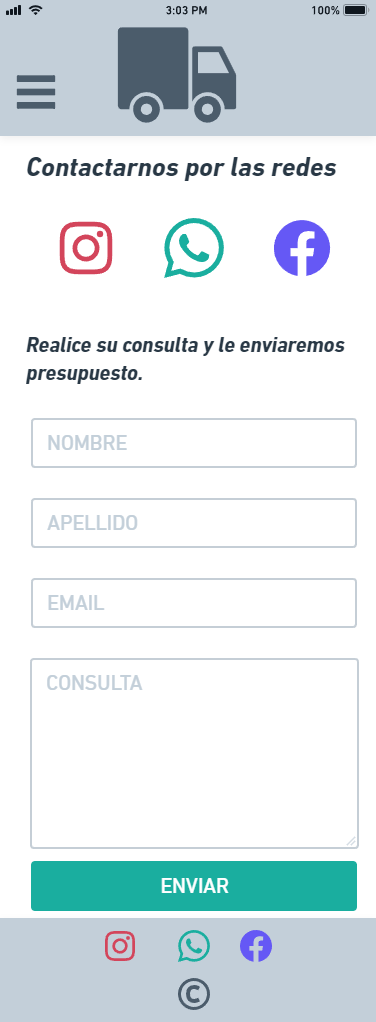 3:03 PM
100%
Contactarnos por las redes
Realice su consulta y le enviaremos
presupuesto.
NOMBRE
APELLIDO
EMAIL
CONSULTA
ENVIAR
©